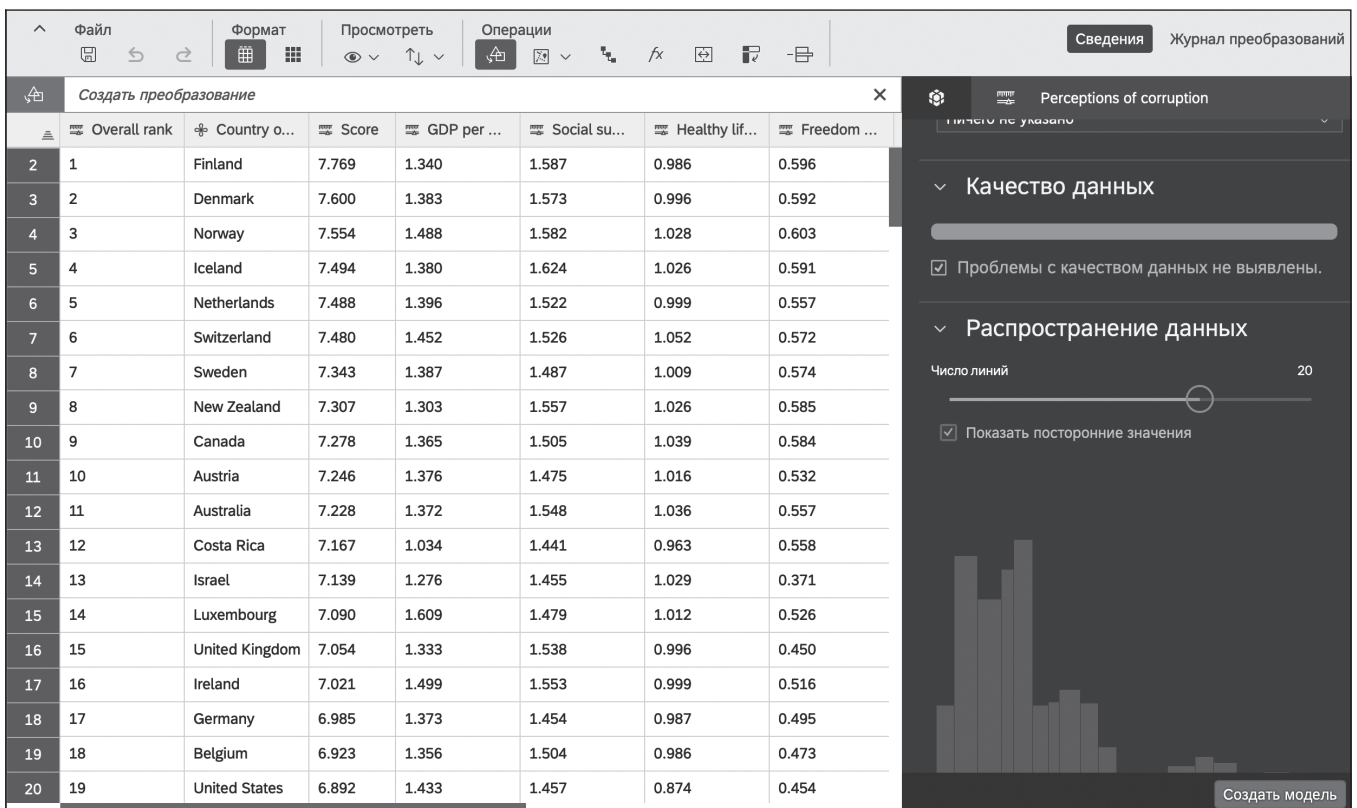 Файл Формат Просмотреть Операции Сведения Журнал преобразований
fx
Создать преобразование
Perceptions of corruption
Overall rank Country o... Score GDP per ... Social su... Healthy lif... Freedom ...
2 1 Finland 7.769 1.340 1.587 0.986 0.596
3 2 Denmark 7.600 1.383 1.573 0.996 0.592
4 3 Norway 7.554 1.488 1.582 1.028 0.603
5 4 Iceland 7.494 1.380 1.624 1.026 0.591
6 5 Netherlands 7.488 1.396 1.522 0.999 0.557
7 6 Switzerland 7.480 1.452 1.526 1.052 0.572
8 7 Sweden 7.343 1.387 1.487 1.009 0.574
9 8 New Zealand 7.307 1.303 1.557 1.026 0.585
10 9 Canada 7.278 1.365 1.505 1.039 0.584
11 10 Austria 7.246 1.376 1.475 1.016 0.532
12 11 Australia 7.228 1.372 1.548 1.036 0.557
13 12 Costa Rica 7.167 1.034 1.441 0.963 0.558
14 13 Israel 7.139 1.276 1.455 1.029 0.371
15 14 Luxembourg 7.090 1.609 1.479 1.012 0.526
16 15 United Kingdom 7.054 1.333 1.538 0.996 0.450
17 16 Ireland 7.021 1.499 1.553 0.999 0.516
18 17 Germany 6.985 1.373 1.454 0.987 0.495
19 18 Belgium 6.923 1.356 1.504 0.986 0.473
20 19 United States 6.892 1.433 1.457 0.874 0.454
Ничего не указано
Качество данных
Проблемы с качеством данных не выявлены.
Распространение данных
Число линий 20
Показать посторонние значения
Создать модель